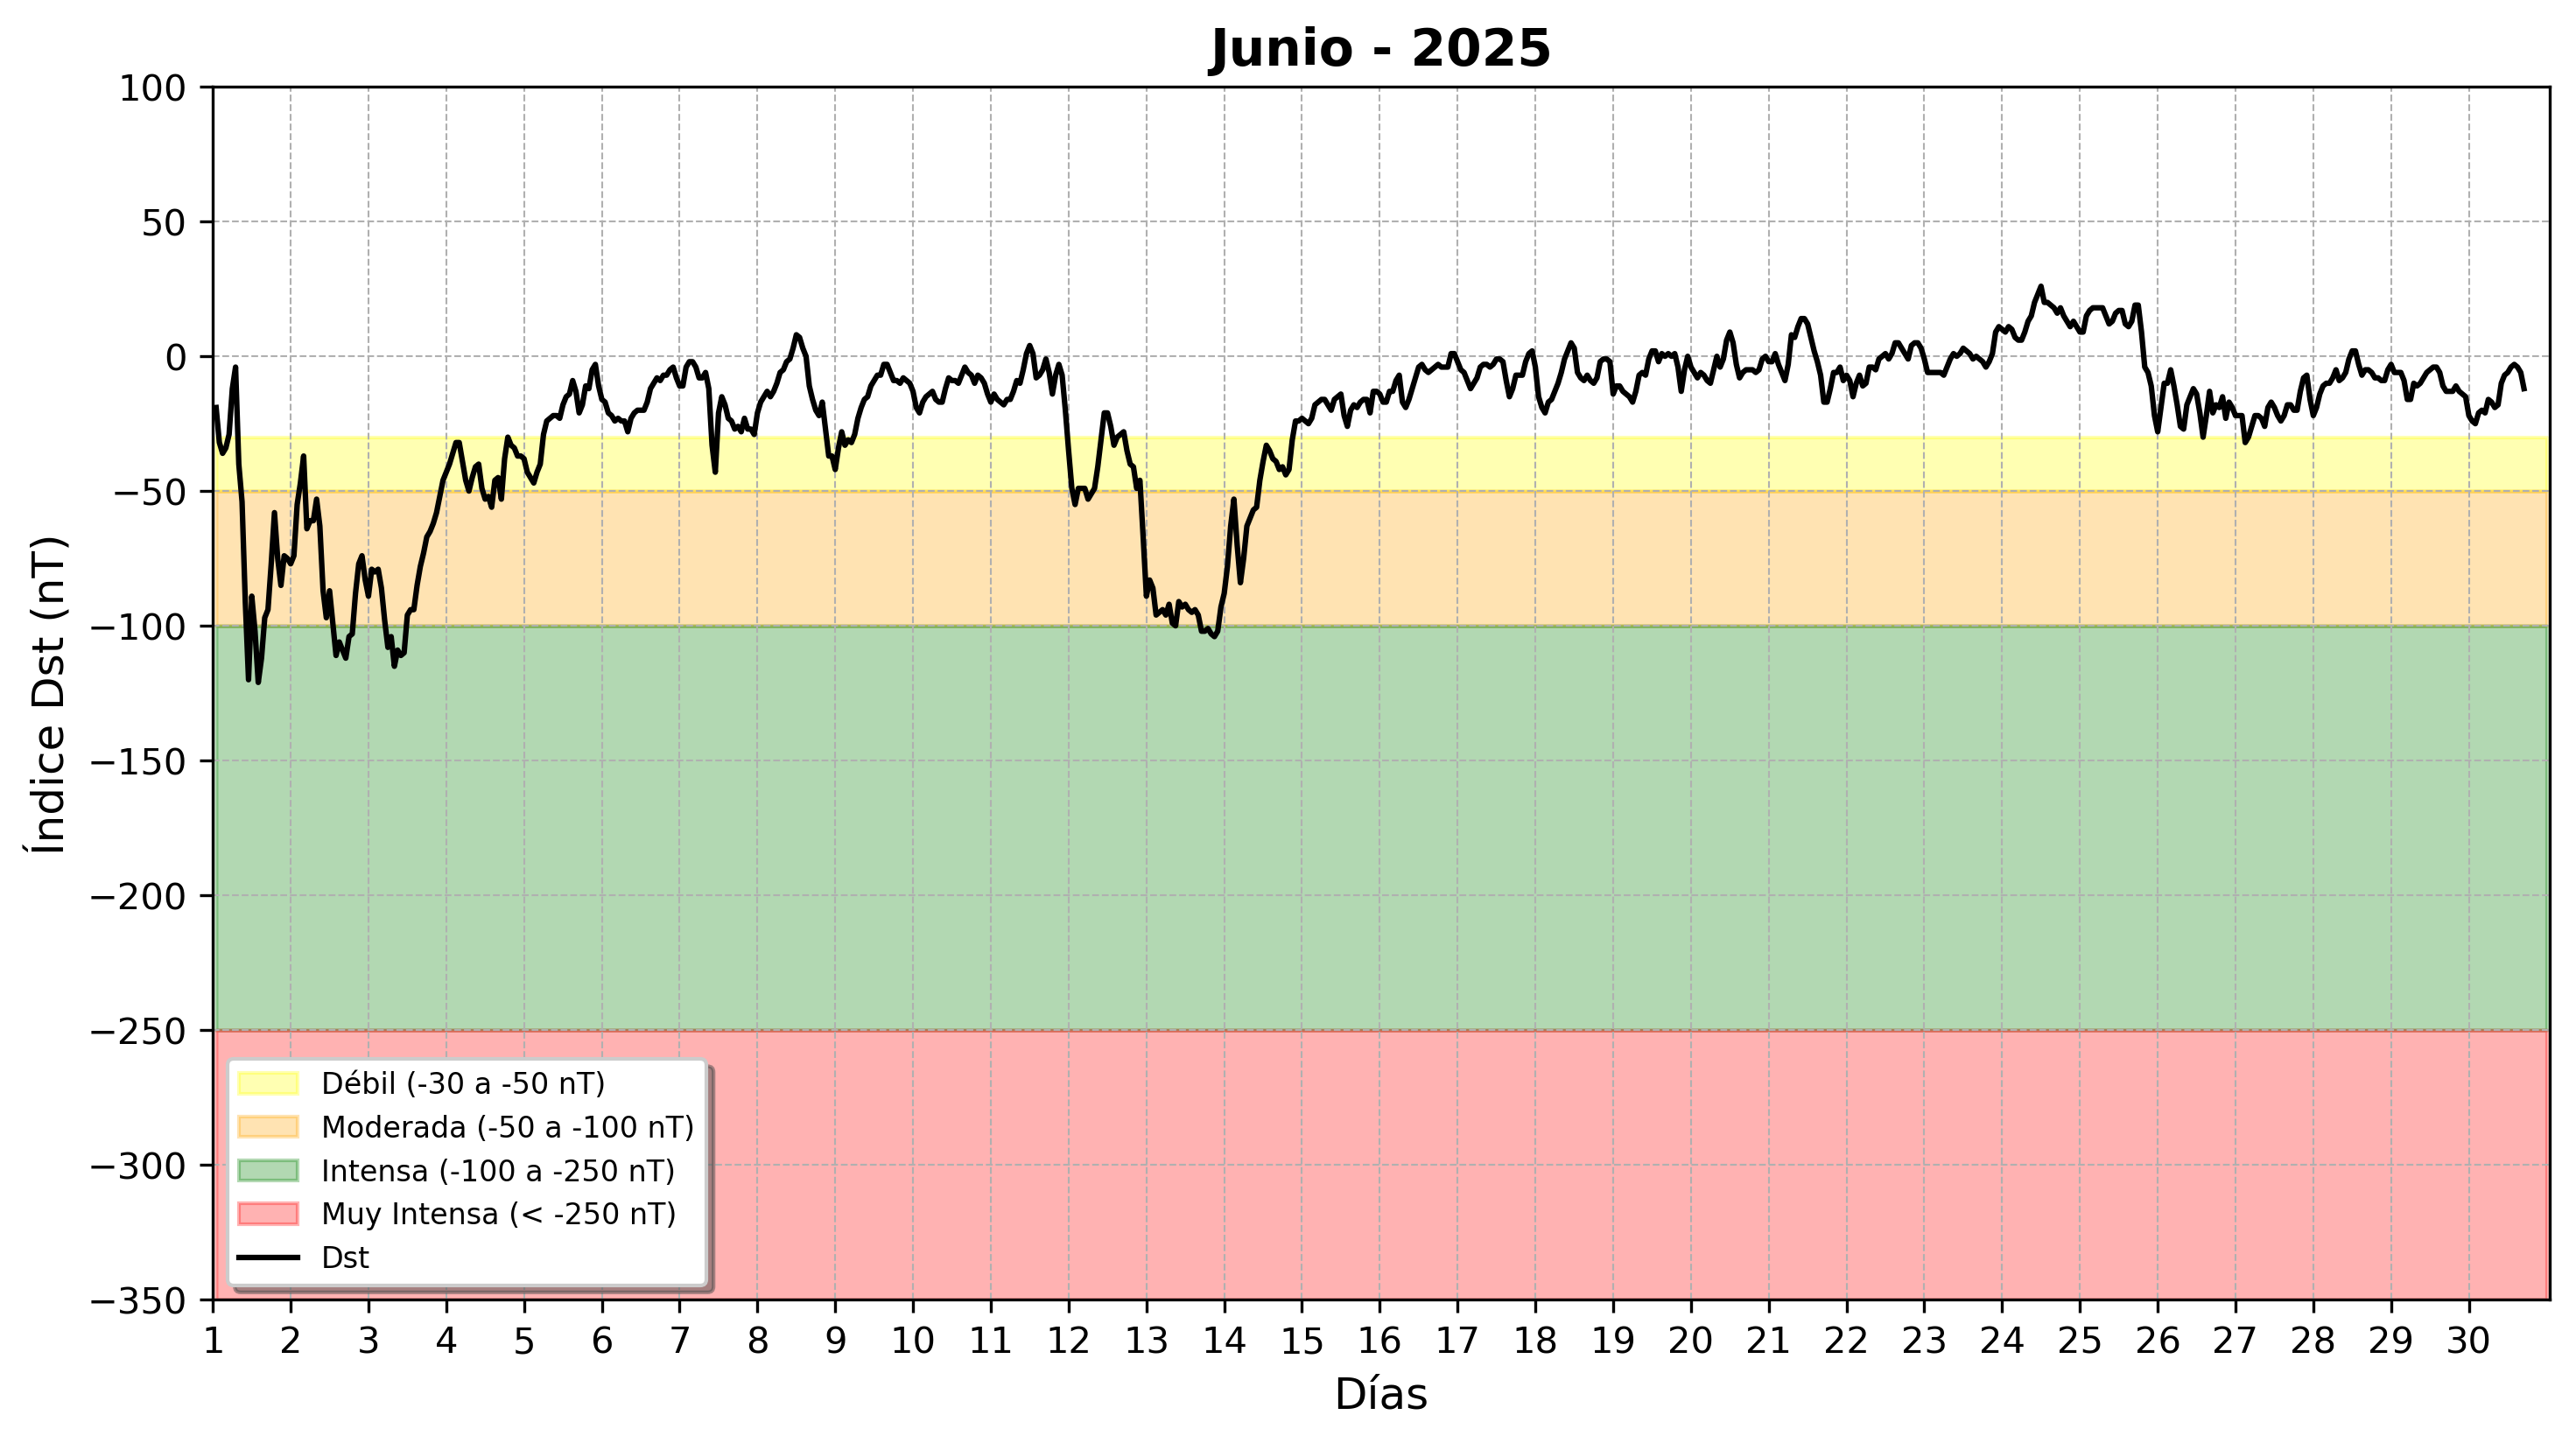 Junio - 2025
100
50
0
−50
−100
−150
−200
−250
−300
−350
Índice Dst (nT)
Débil (-30 a -50 nT)
Moderada (-50 a -100 nT)
Intensa (-100 a -250 nT)
Muy Intensa (< -250 nT)
Dst
1 2 3 4 5 6 7 8 9 10 11 12 13 14 15 16 17 18 19 20 21 22 23 24 25 26 27 28 29 30
Días